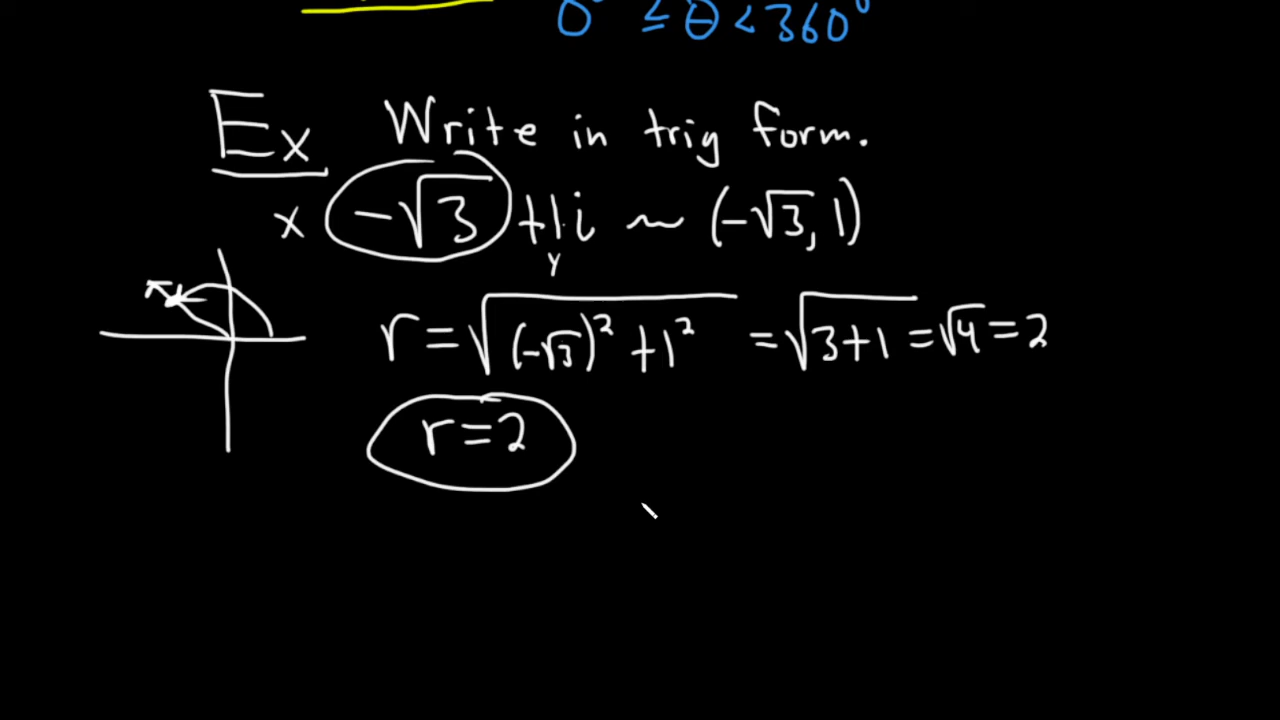 0° ≤ θ < 360°
Ex Write in trig form.
x -√3 + 1i ~ (-√3, 1)
y
r = √((-√3)² + 1²) = √(3+1) = √4 = 2
r = 2